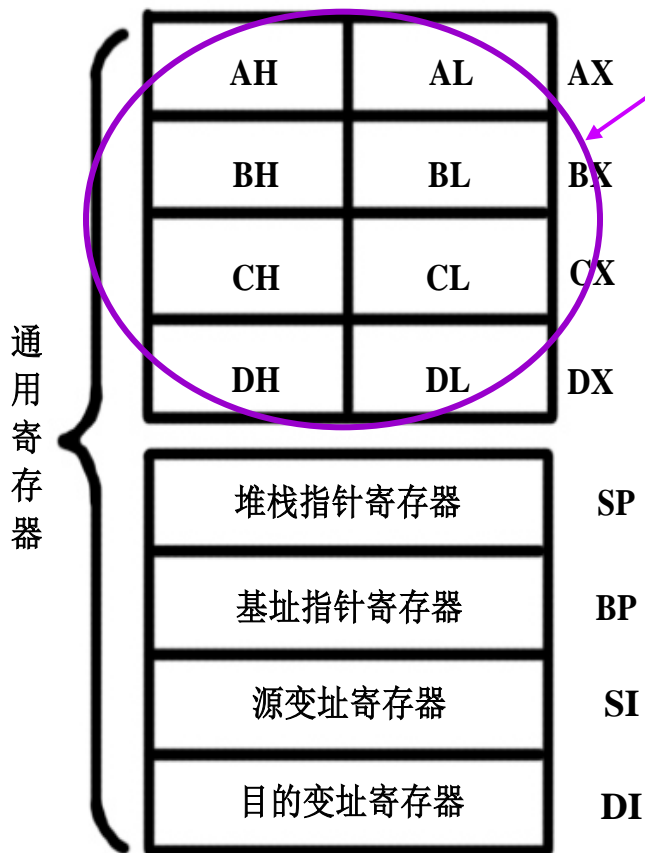 AH AL AX
BH BL BX
CH CL CX
DH DL DX
通用寄存器
堆栈指针寄存器 SP
基址指针寄存器 BP
源变址寄存器 SI
目的变址寄存器 DI